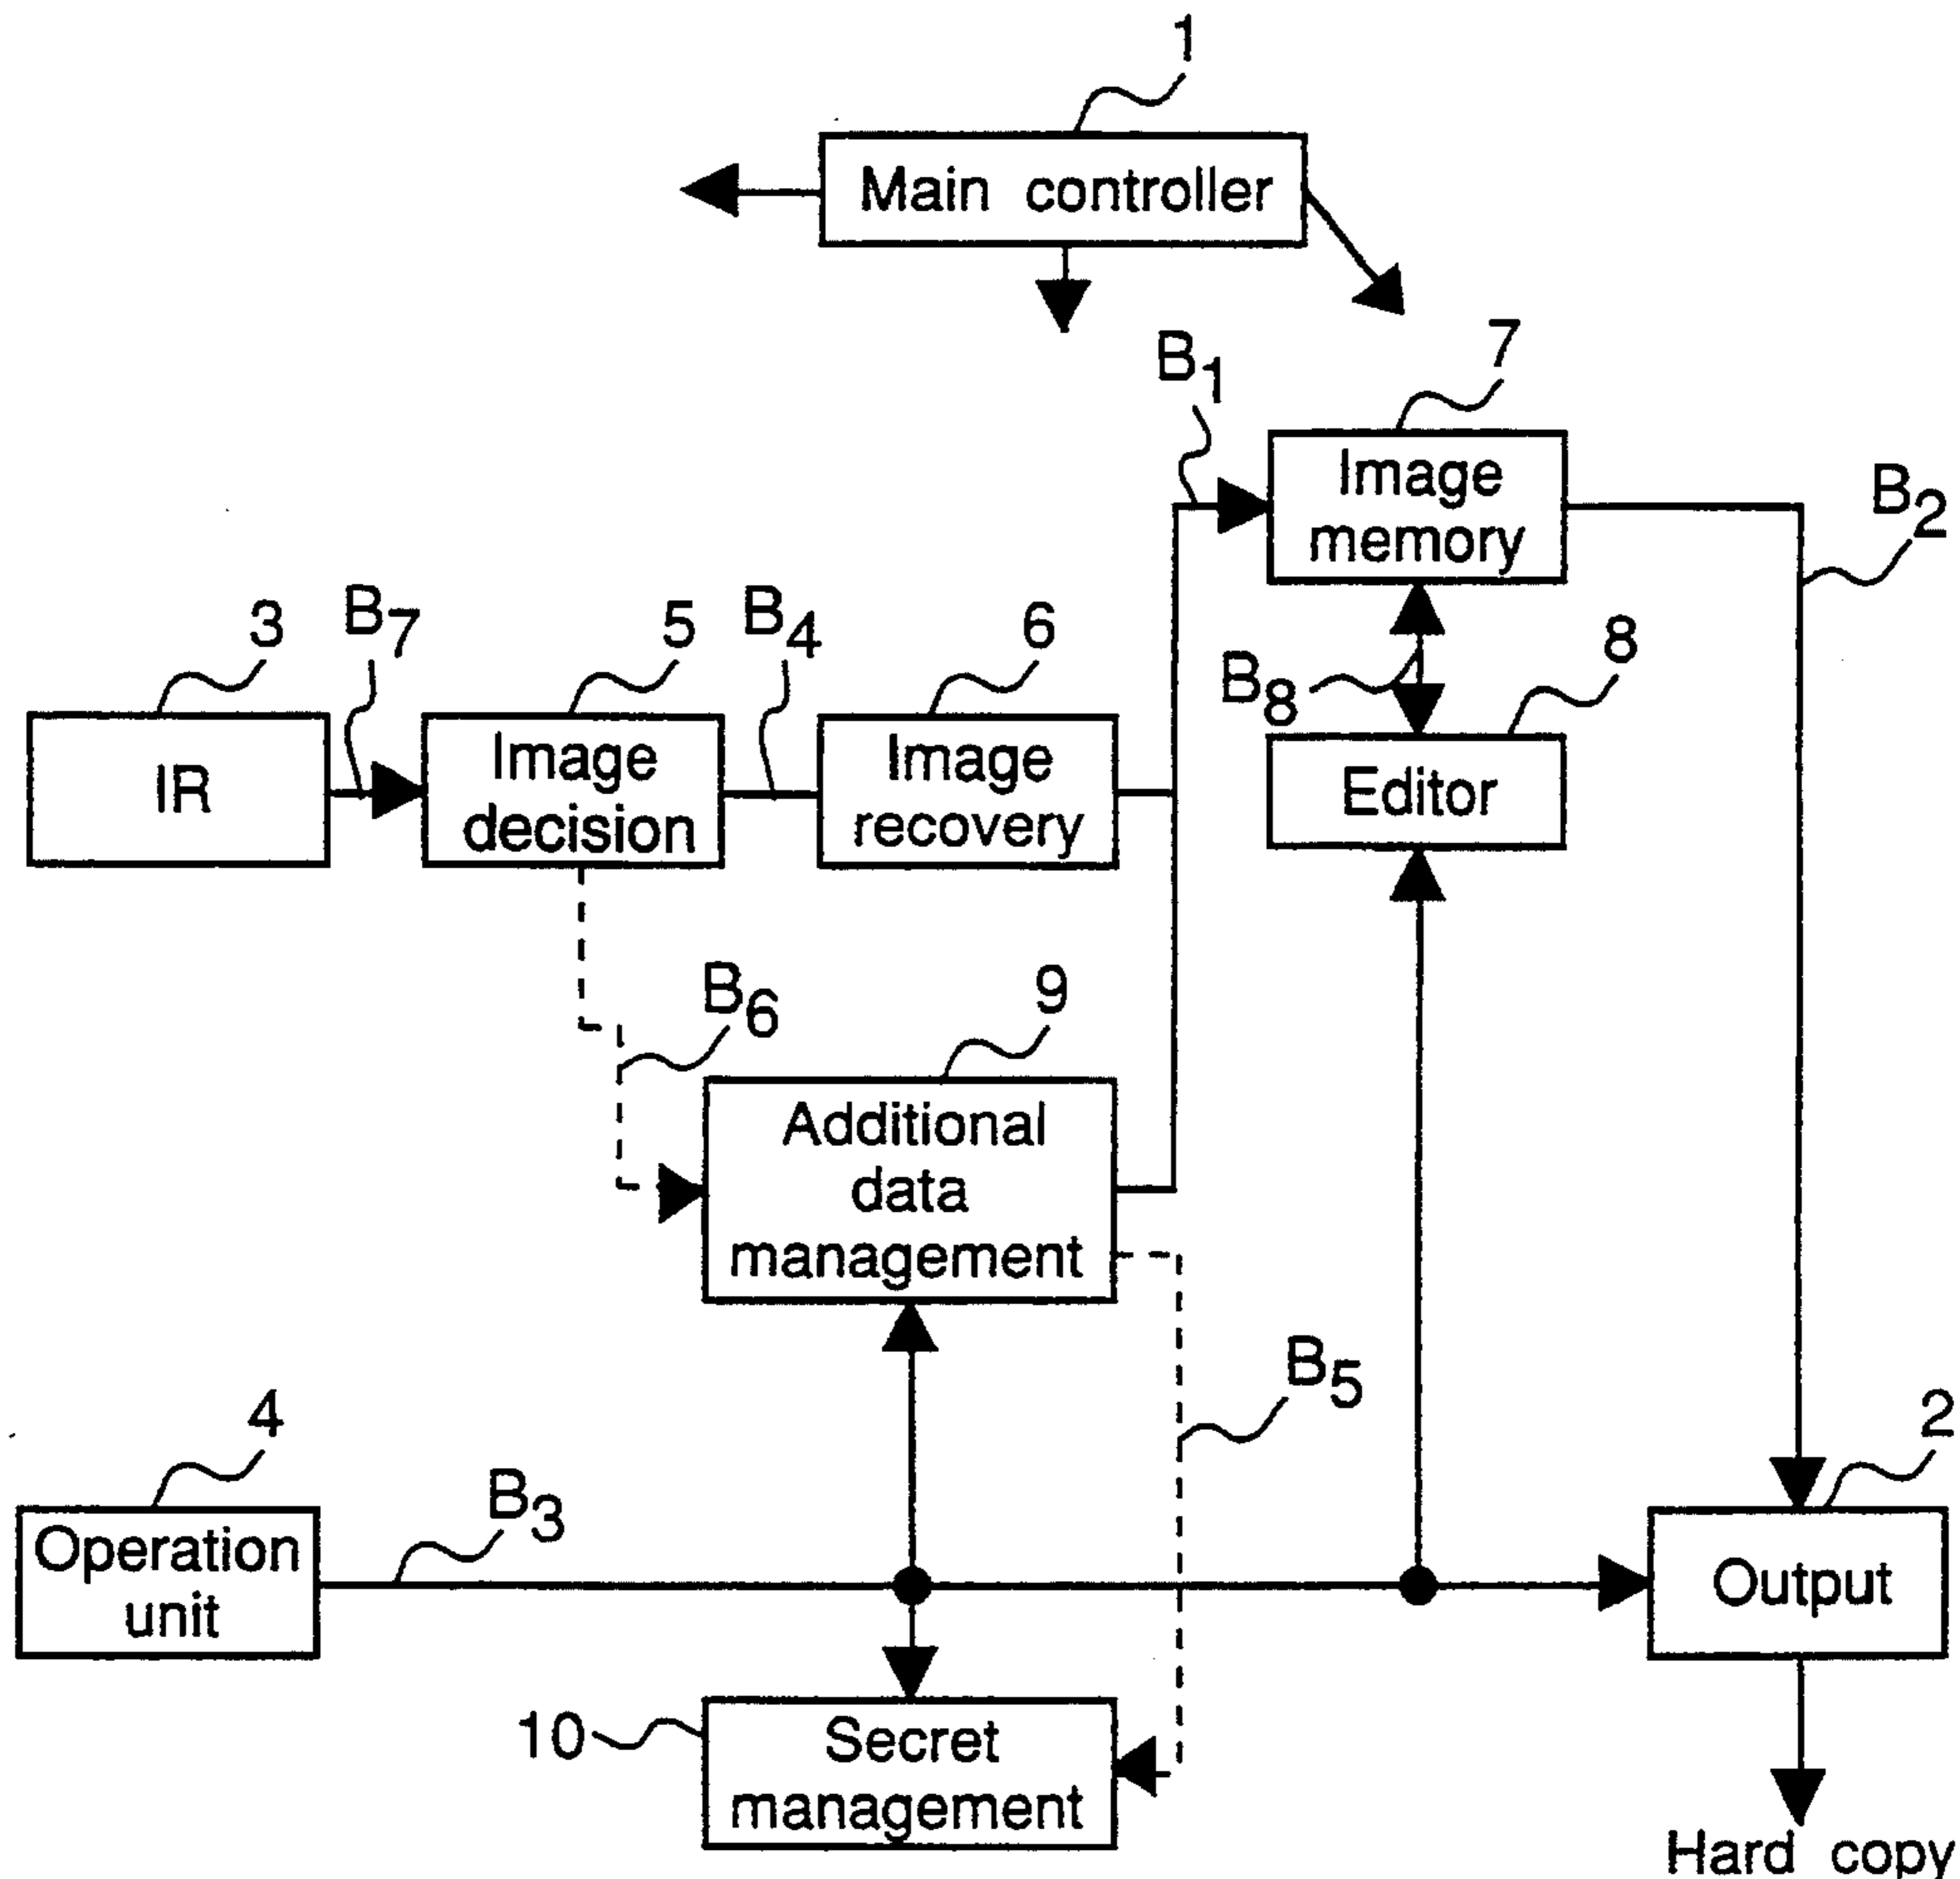 1
Main controller
B1
7
Image
memory
B2
3
B7
5
B4
6
B8
8
IR
Image
decision
Image
recovery
Editor
B6
9
Additional
data
management
B5
4
B3
2
Operation
unit
Output
10
Secret
management
Hard copy